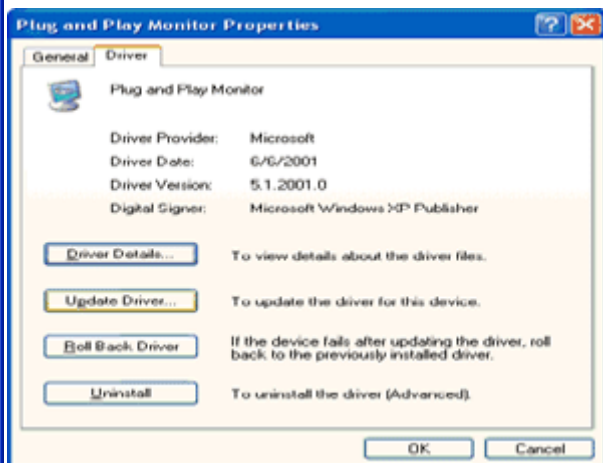 Plug and Play Monitor Properties
General Driver
Plug and Play Monitor
Driver Provider: Microsoft
Driver Date: 6/6/2001
Driver Version: 5.1.2001.0
Digital Signer: Microsoft Windows XP Publisher
Driver Details... To view details about the driver files.
Update Driver... To update the driver for this device.
Roll Back Driver If the device fails after updating the driver, roll
back to the previously installed driver.
Uninstall To uninstall the driver (Advanced).
OK Cancel